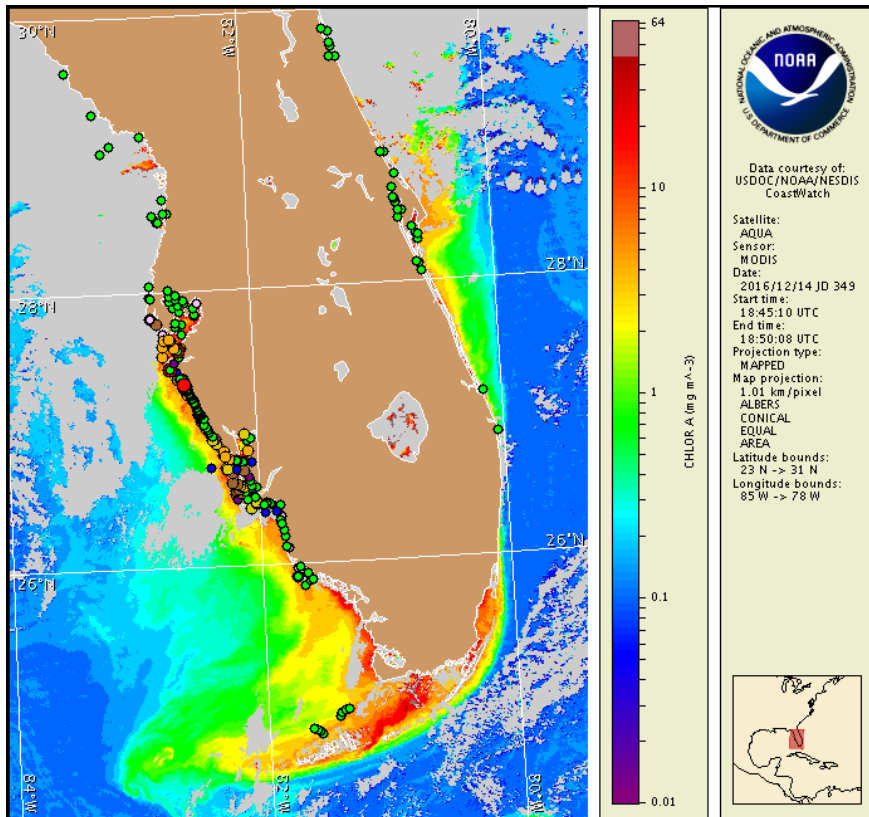 30°N
82°W
80°W
28°N
28°N
26°N
26°N
84°W
82°W
80°W
64
10
1
0.1
0.01
CHLOR A (mg m^-3)
NATIONAL OCEANIC AND ATMOSPHERIC ADMINISTRATION
NOAA
U.S. DEPARTMENT OF COMMERCE
Data courtesy of:
USDOC/NOAA/NESDIS
CoastWatch
Satellite:
AQUA
Sensor:
MODIS
Date:
2016/12/14 JD 349
Start time:
18:45:10 UTC
End time:
18:50:08 UTC
Projection type:
MAPPED
Map projection:
1.01 km/pixel
ALBERS
CONICAL
EQUAL
AREA
Latitude bounds:
23 N -> 31 N
Longitude bounds:
85 W -> 78 W